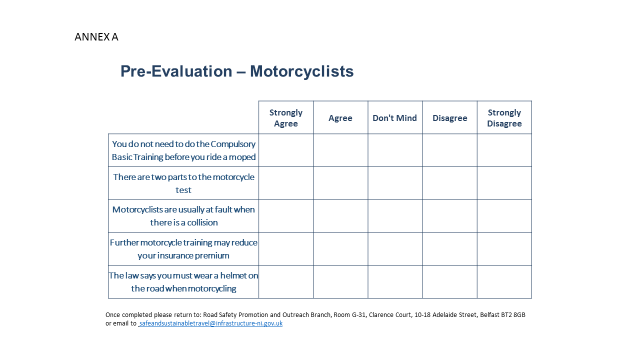 ANNEX A
Pre-Evaluation – Motorcyclists
Strongly Agree
Agree
Don't Mind
Disagree
Strongly Disagree
You do not need to do the Compulsory
Basic Training before you ride a moped
There are two parts to the motorcycle
test
Motorcyclists are usually at fault when
there is a collision
Further motorcycle training may reduce
your insurance premium
The law says you must wear a helmet on
the road when motorcycling
Once completed please return to: Road Safety Promotion and Outreach Branch, Room G-31, Clarence Court, 10-18 Adelaide Street, Belfast BT2 8GB
or email to safeandsustainabletravel@infrastructure-ni.gov.uk